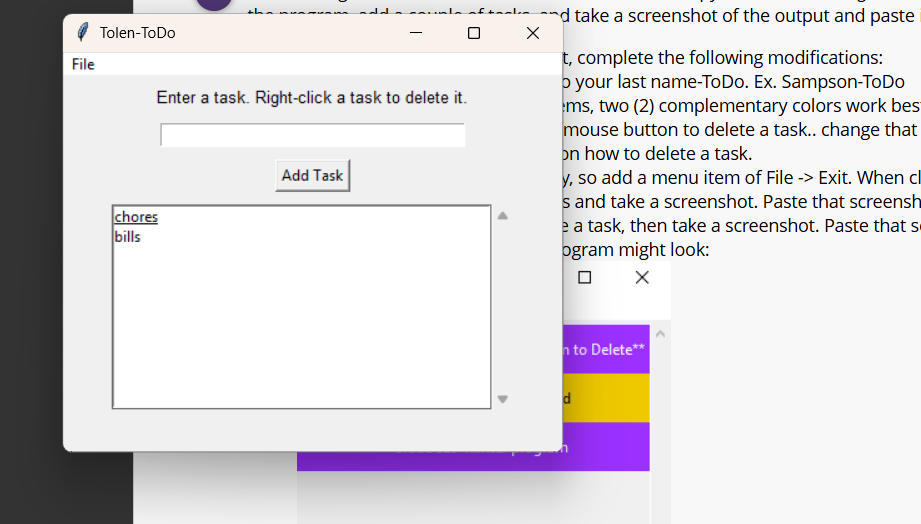 the program, add a couple of tasks, and take a screenshot of the output and paste
Tolen-ToDo
t, complete the following modifications:
File
o your last name-ToDo. Ex. Sampson-ToDo
Enter a task. Right-click a task to delete it.
ems, two (2) complementary colors work best
mouse button to delete a task.. change that
on how to delete a task.
Add Task
y, so add a menu item of File -> Exit. When cl
chores
s and take a screenshot. Paste that screensh
bills
e a task, then take a screenshot. Paste that s
ogram might look:
n to Delete**
d
program